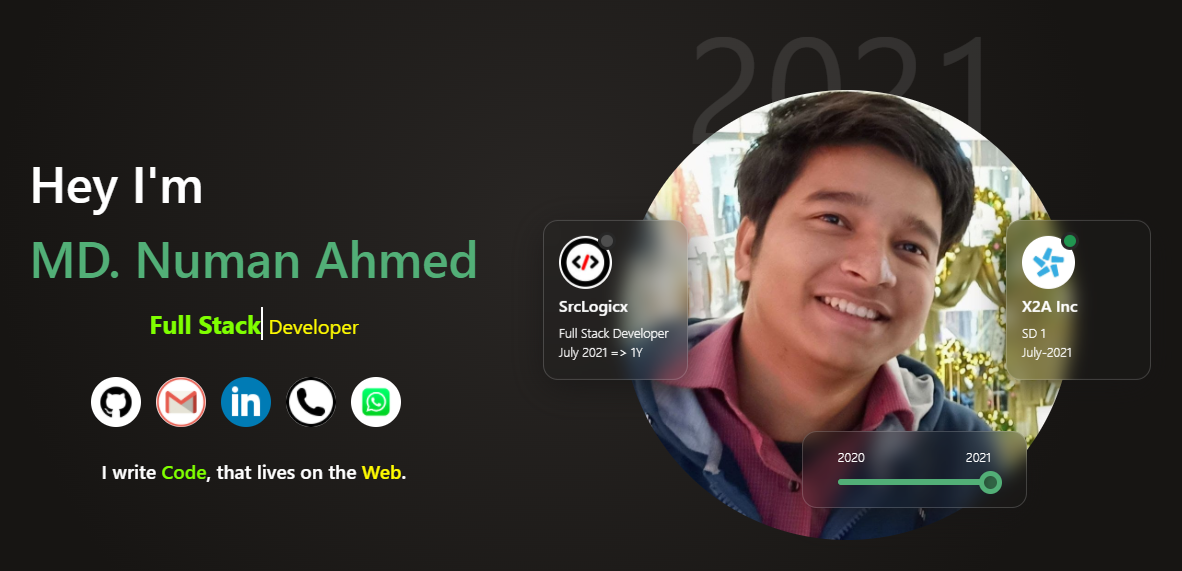 2021
Hey I'm
MD. Numan Ahmed
Full Stack Developer
I write Code, that lives on the Web.
SrcLogicx
Full Stack Developer
July 2021 => 1Y
X2A Inc
SD 1
July-2021
2020 2021